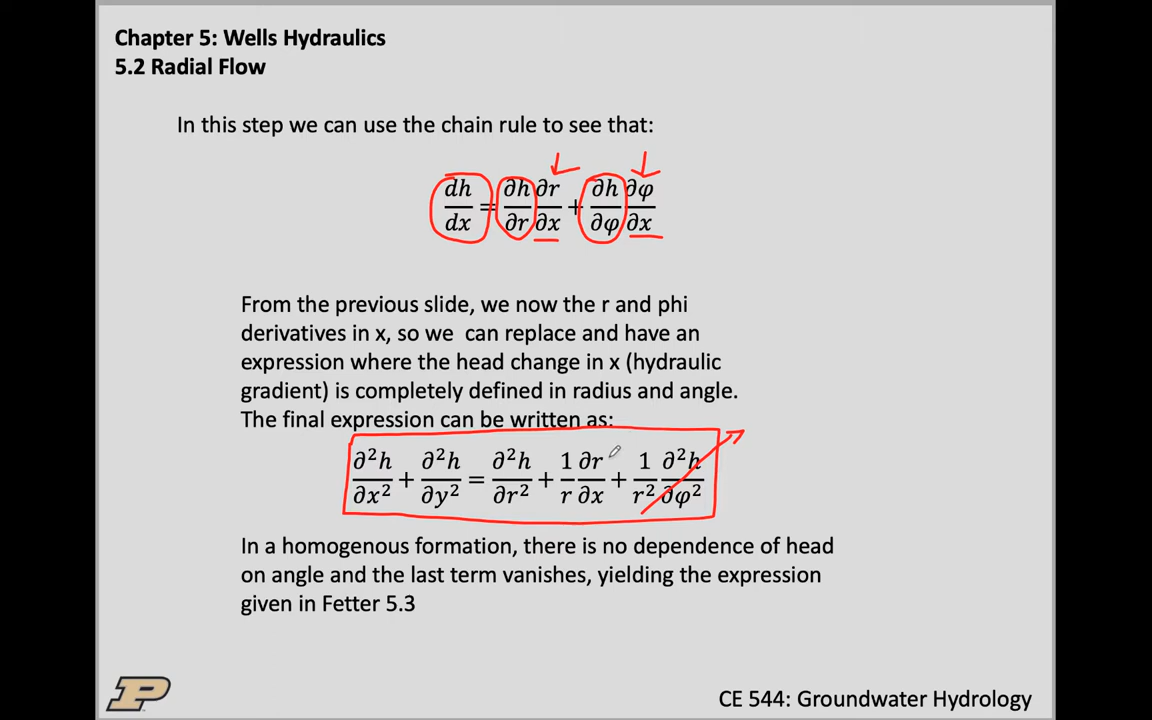 Chapter 5: Wells Hydraulics
5.2 Radial Flow
In this step we can use the chain rule to see that:
dh/dx = ∂h/∂r ∂r/∂x + ∂h/∂φ ∂φ/∂x
From the previous slide, we now the r and phi
derivatives in x, so we can replace and have an
expression where the head change in x (hydraulic
gradient) is completely defined in radius and angle.
The final expression can be written as:
∂²h/∂x² + ∂²h/∂y² = ∂²h/∂r² + 1/r ∂r/∂x + 1/r² ∂²h/∂φ²
In a homogenous formation, there is no dependence of head
on angle and the last term vanishes, yielding the expression
given in Fetter 5.3
P
CE 544: Groundwater Hydrology